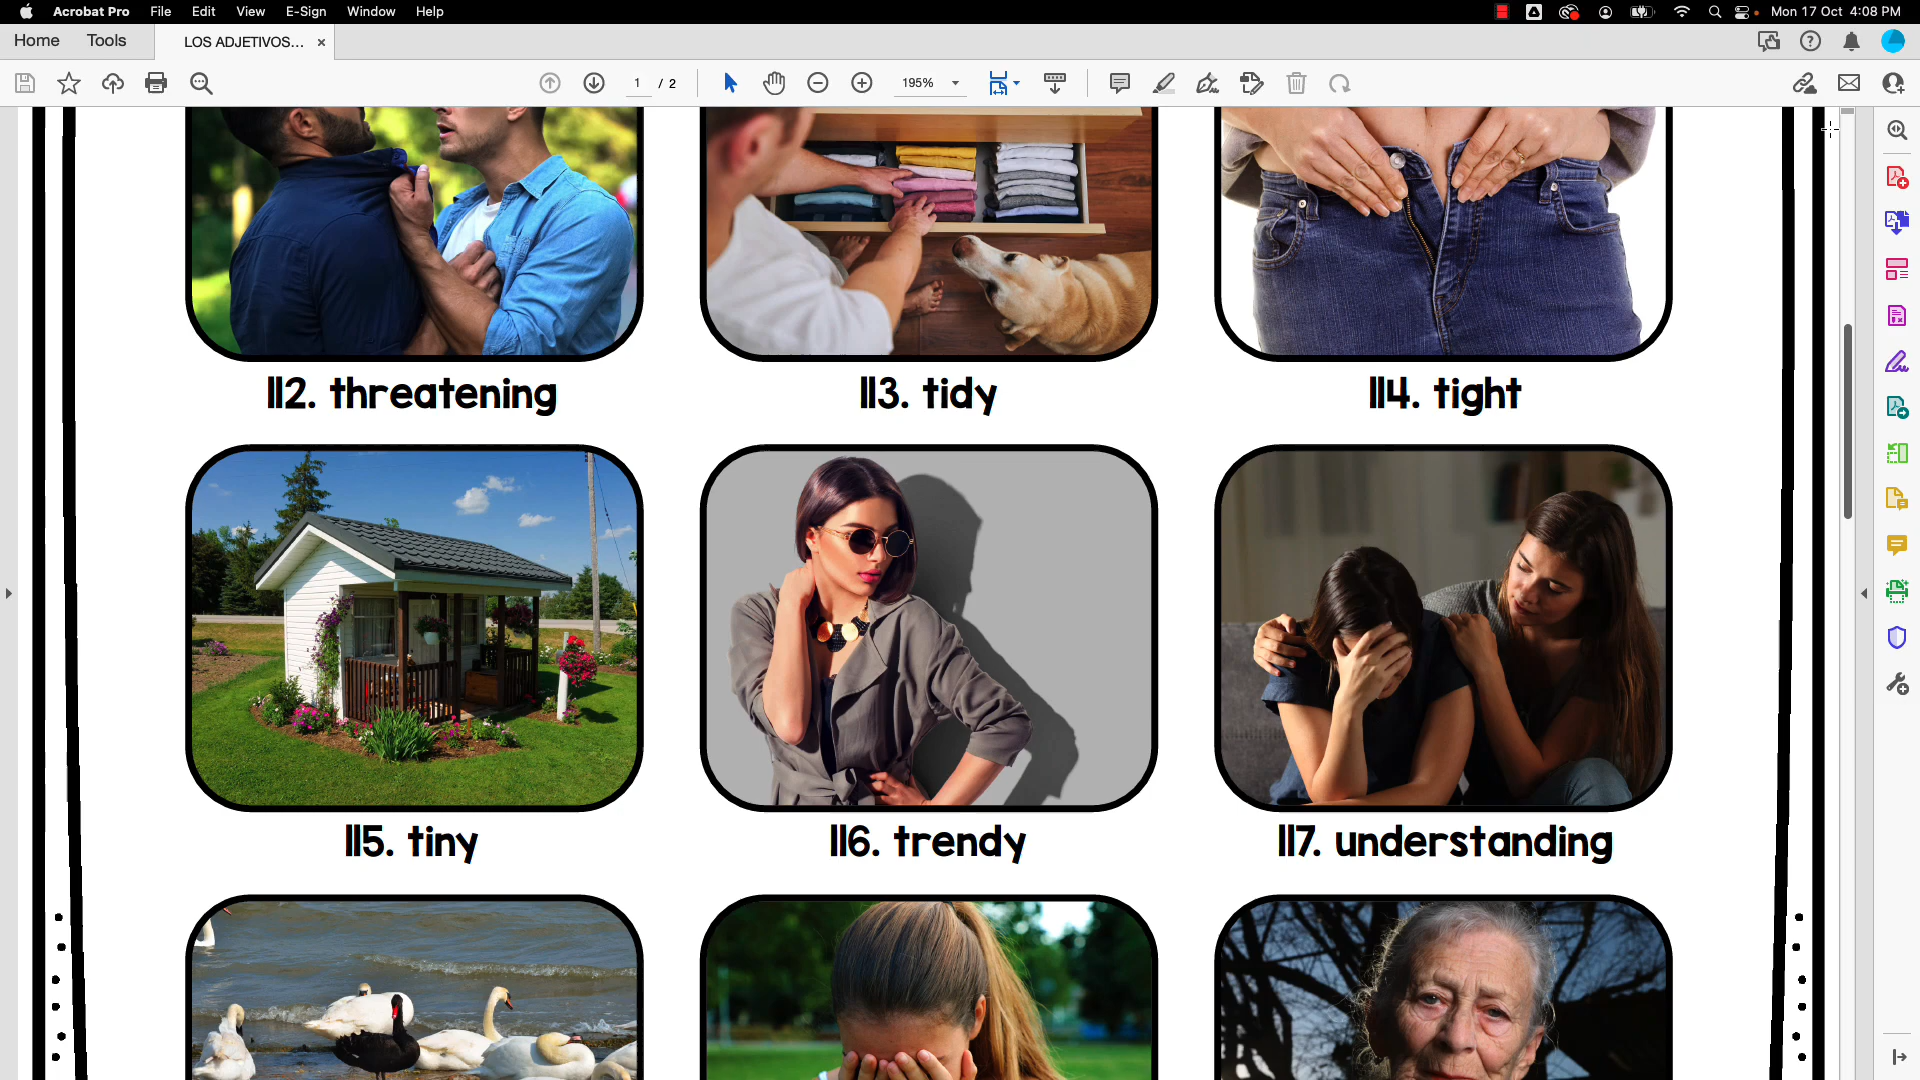 Acrobat Pro File Edit View E-Sign Window Help Mon 17 Oct 4:08 PM
Home Tools LOS ADJETIVOS... ×
1 / 2 195%
112. threatening 113. tidy 114. tight
115. tiny 116. trendy 117. understanding